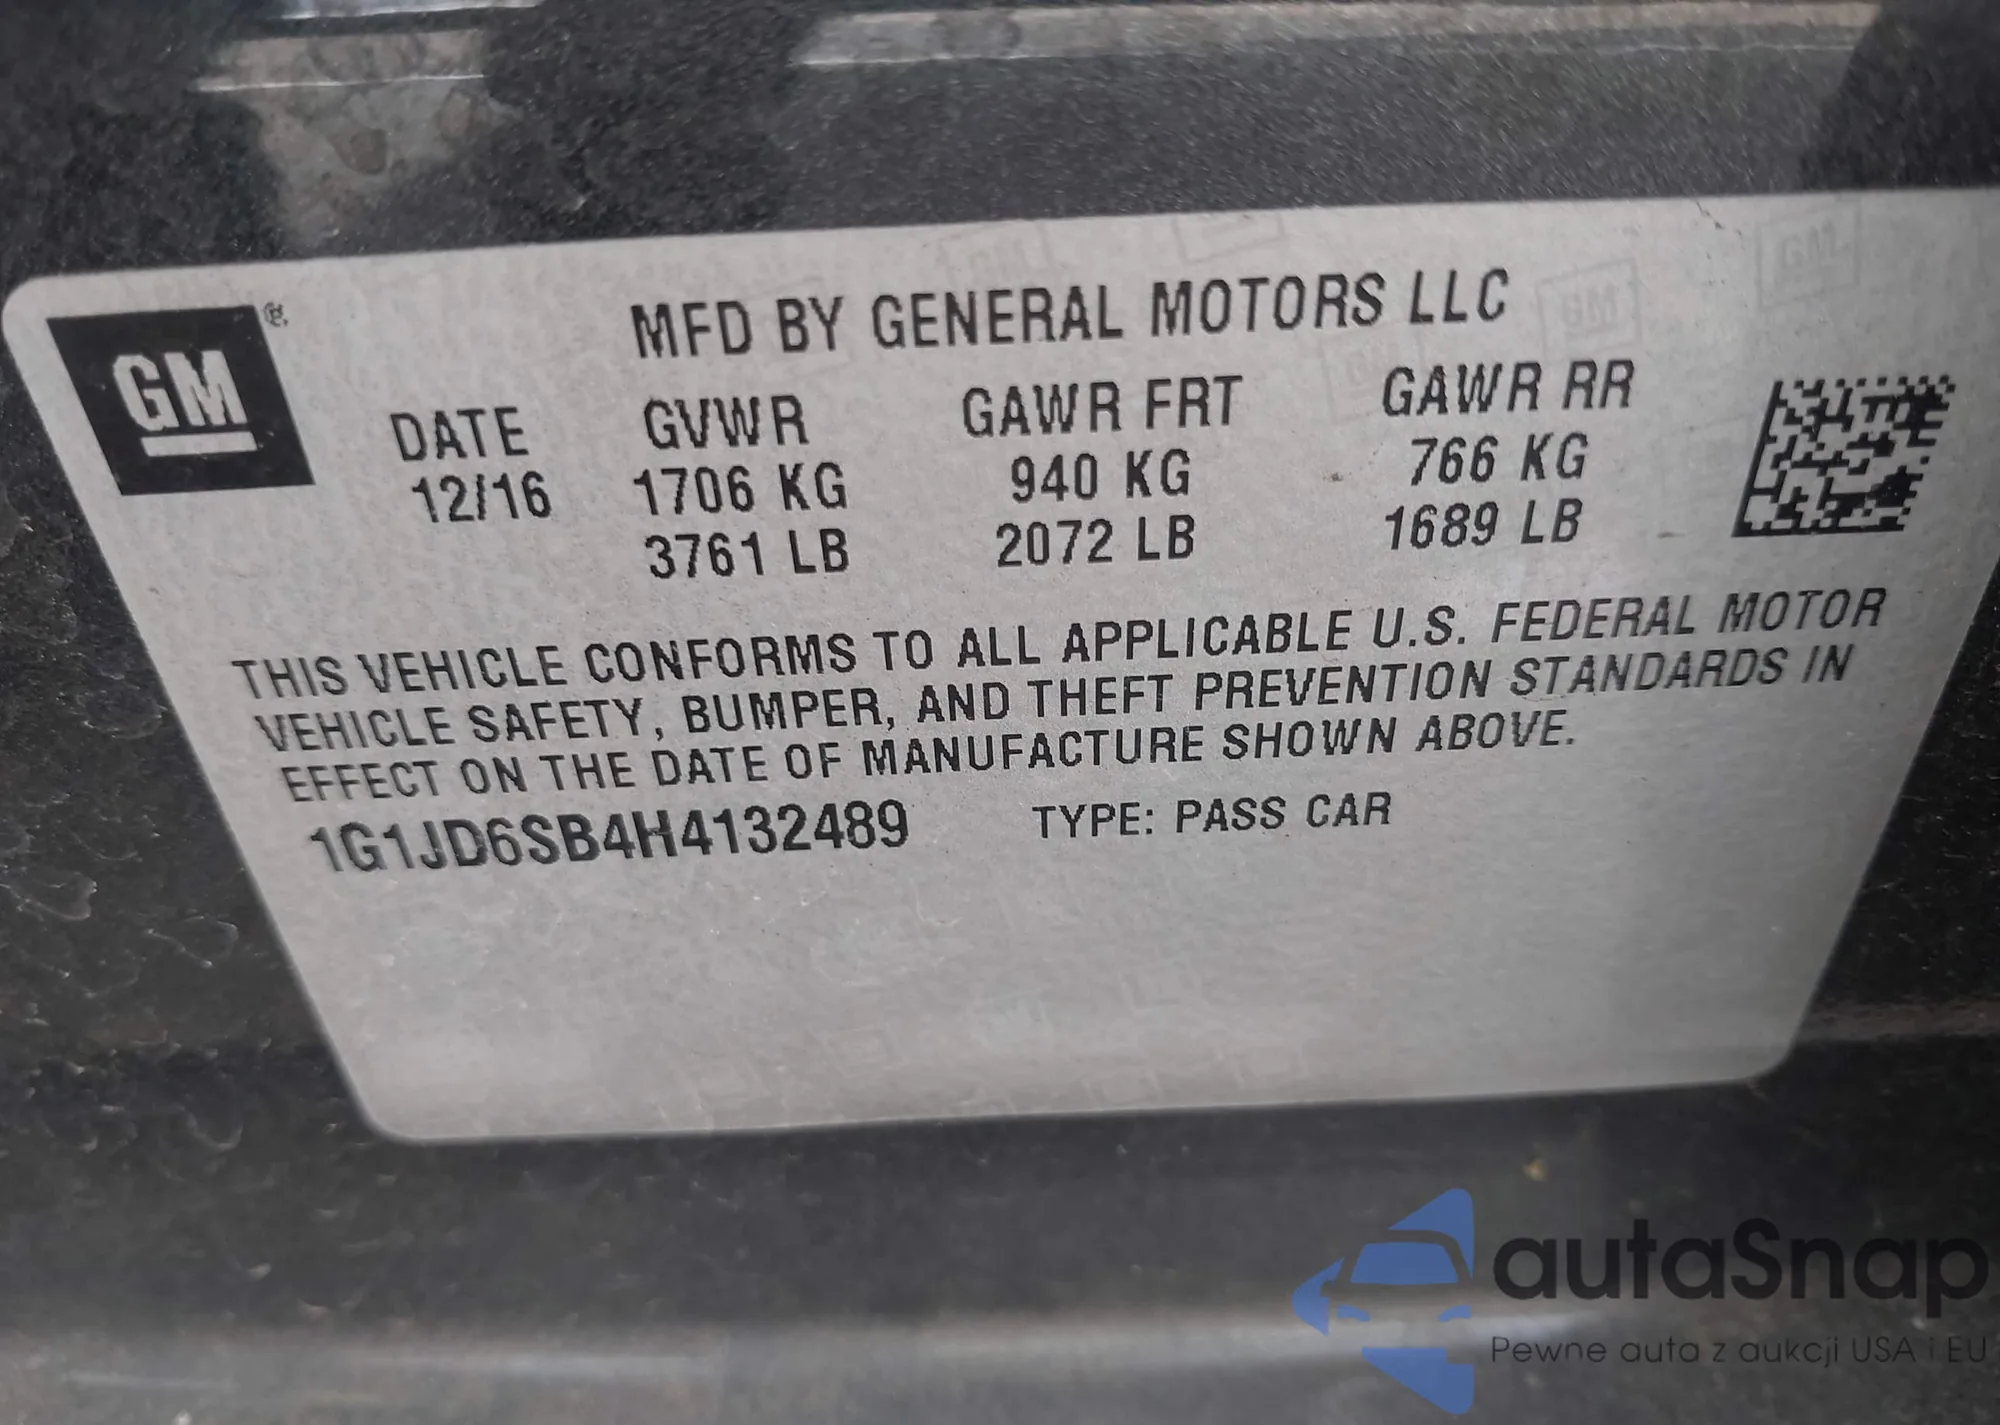 GM
MFD BY GENERAL MOTORS LLC
DATE GVWR GAWR FRT GAWR RR
12/16 1706 KG 940 KG 766 KG
3761 LB 2072 LB 1689 LB
THIS VEHICLE CONFORMS TO ALL APPLICABLE U.S. FEDERAL MOTOR
VEHICLE SAFETY, BUMPER, AND THEFT PREVENTION STANDARDS IN
EFFECT ON THE DATE OF MANUFACTURE SHOWN ABOVE.
1G1JD6SB4H4132489 TYPE: PASS CAR
autaSnap
Pewne auta z aukcji USA i EU